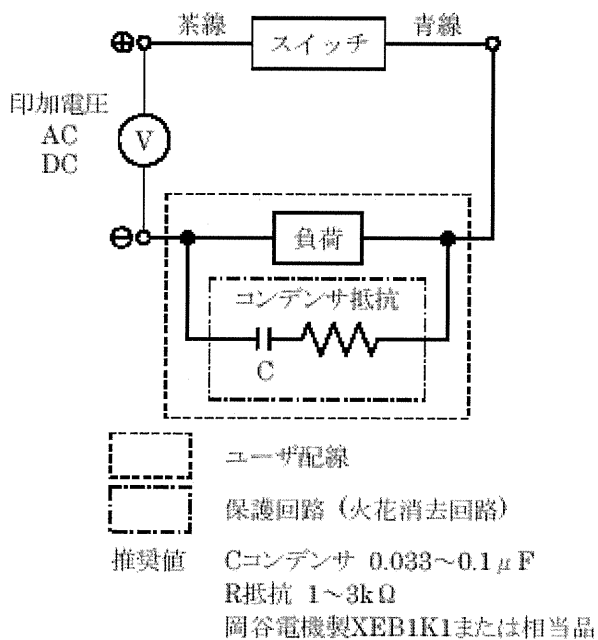 茶線
スイッチ
青線
⊕
印加電圧
AC
DC
V
⊖
負荷
コンデンサ抵抗
C
ユーザ配線
保護回路 (火花消去回路)
推奨値 Cコンデンサ 0.033～0.1μF
R抵抗 1～3kΩ
岡谷電機製XEB1K1または相当品